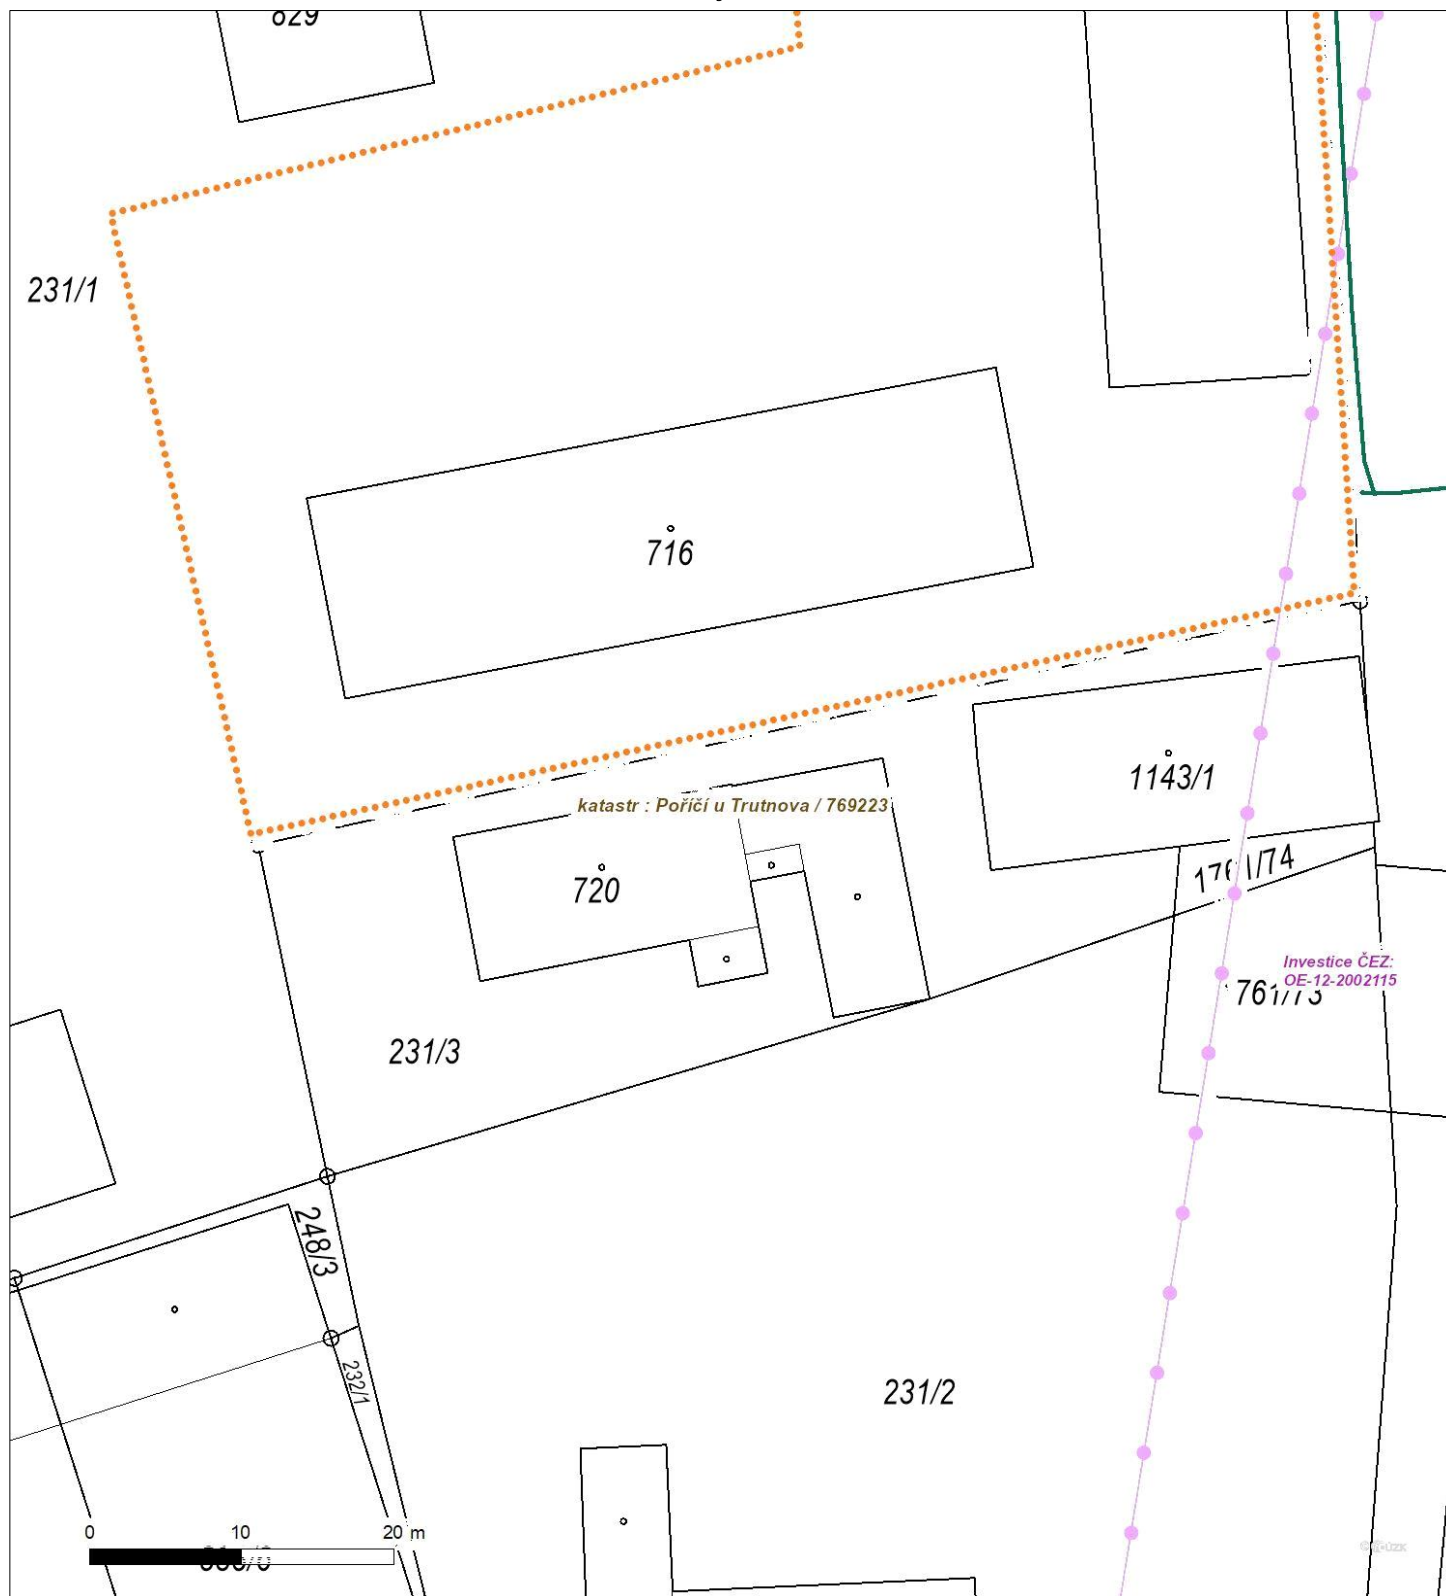 829
231/1
716
katastr : Poříčí u Trutnova / 769223
1143/1
720
Investice ČEZ:
OE-12-2002115
231/3
248/3
232/1
231/2
0 10 20 m